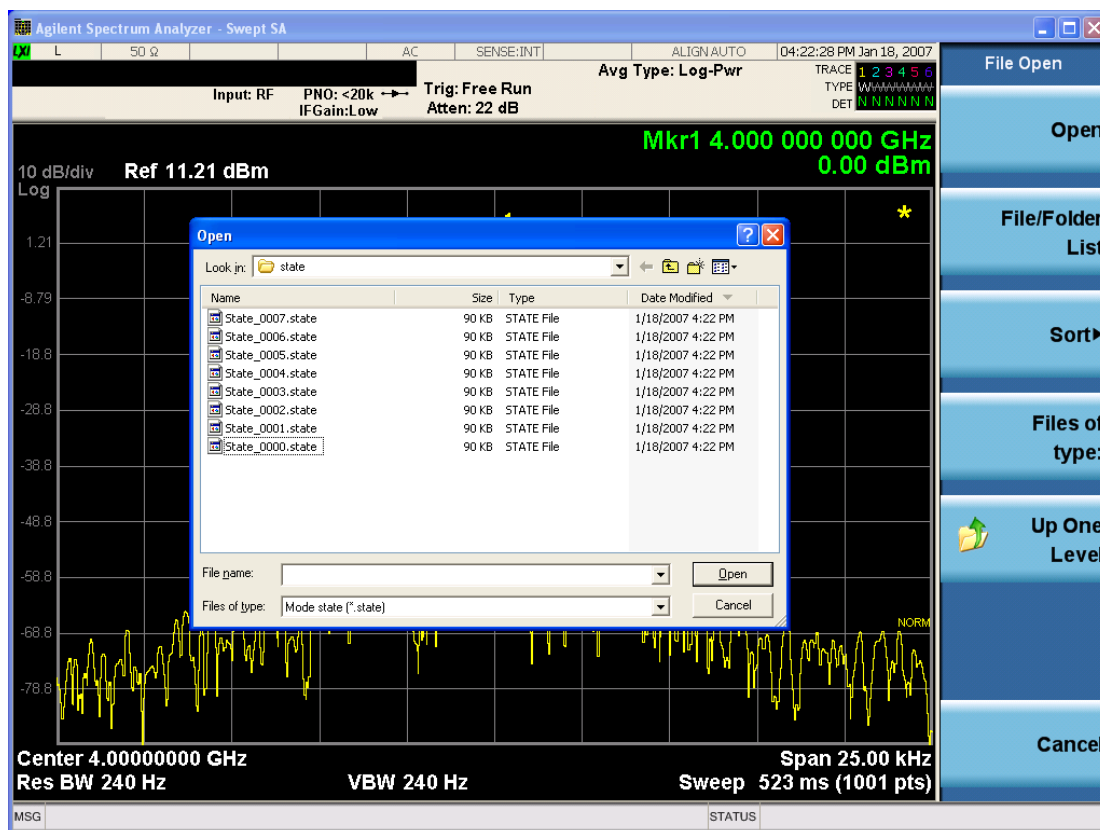 Agilent Spectrum Analyzer - Swept SA
LXI L 50 Ω AC SENSE:INT ALIGN AUTO 04:22:28 PM Jan 18, 2007
Input: RF
PNO: <20k
IFGain:Low
Trig: Free Run
Atten: 22 dB
Avg Type: Log-Pwr
TRACE 1 2 3 4 5 6
TYPE WWWWWWW
DET N N N N N N
Mkr1 4.000 000 000 GHz
0.00 dBm
10 dB/div Ref 11.21 dBm
Log
1.21
-8.79
-18.8
-28.8
-38.8
-48.8
-58.8
-68.8
-78.8
*
Open
Look in: state
Name Size Type Date Modified
State_0007.state 90 KB STATE File 1/18/2007 4:22 PM
State_0006.state 90 KB STATE File 1/18/2007 4:22 PM
State_0005.state 90 KB STATE File 1/18/2007 4:22 PM
State_0004.state 90 KB STATE File 1/18/2007 4:22 PM
State_0003.state 90 KB STATE File 1/18/2007 4:22 PM
State_0002.state 90 KB STATE File 1/18/2007 4:22 PM
State_0001.state 90 KB STATE File 1/18/2007 4:22 PM
State_0000.state 90 KB STATE File 1/18/2007 4:22 PM
File name: Open
Files of type: Mode state (*.state) Cancel
NORM
Center 4.00000000 GHz Span 25.00 kHz
Res BW 240 Hz VBW 240 Hz Sweep 523 ms (1001 pts)
MSG STATUS
File Open
Open
File/Folder
List
Sort
Files of
type:
Up One
Level
Cancel